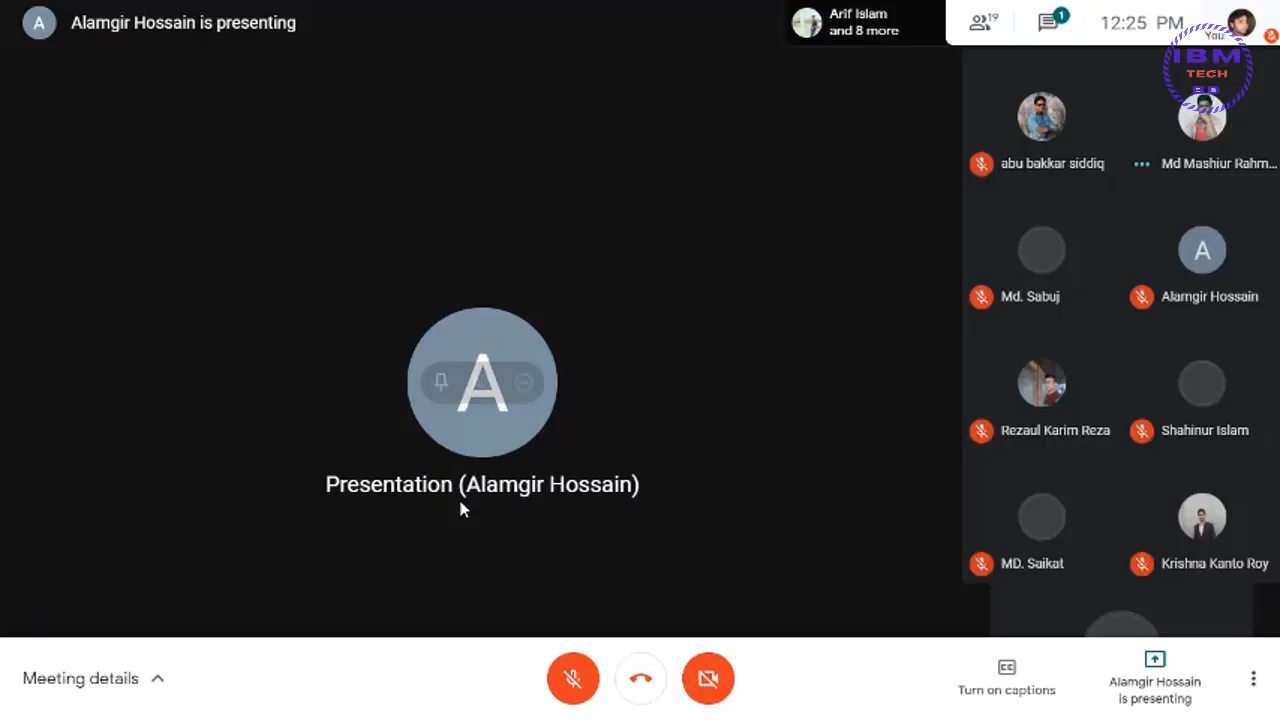 A
Alamgir Hossain is presenting
Arif Islam
and 8 more
19
1
12:25 PM
You
IBM
TECH
BD
abu bakkar siddiq
Md Mashiur Rahm...
Md. Sabuj
A
Alamgir Hossain
Rezaul Karim Reza
Shahinur Islam
MD. Saikat
Krishna Kanto Roy
A
Presentation (Alamgir Hossain)
Meeting details
CC
Turn on captions
Alamgir Hossain
is presenting